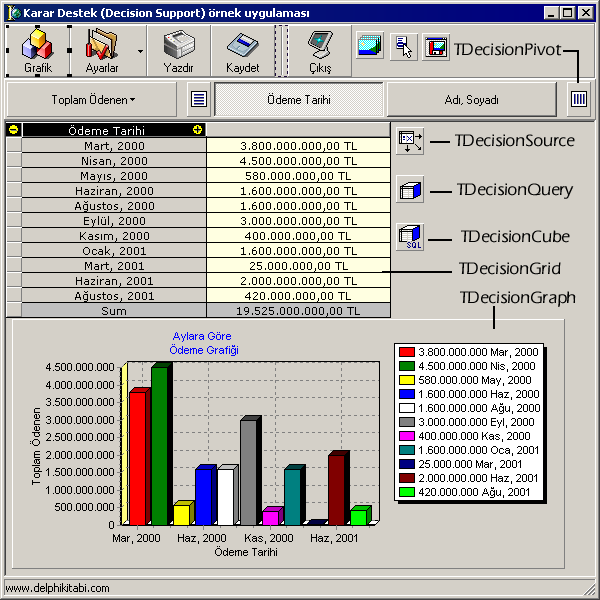 Karar Destek (Decision Support) örnek uygulaması
Grafik
Ayarlar
Yazdır
Kaydet
Çıkış
TDecisionPivot
Toplam Ödenen
Ödeme Tarihi
Adı, Soyadı
Ödeme Tarihi
Mart, 2000 3.800.000.000,00 TL
Nisan, 2000 4.500.000.000,00 TL
Mayıs, 2000 580.000.000,00 TL
Haziran, 2000 1.600.000.000,00 TL
Ağustos, 2000 1.600.000.000,00 TL
Eylül, 2000 3.000.000.000,00 TL
Kasım, 2000 400.000.000,00 TL
Ocak, 2001 1.600.000.000,00 TL
Mart, 2001 25.000.000,00 TL
Haziran, 2001 2.000.000.000,00 TL
Ağustos, 2001 420.000.000,00 TL
Sum 19.525.000.000,00 TL
TDecisionSource
TDecisionQuery
SQL
TDecisionCube
TDecisionGrid
TDecisionGraph
Aylara Göre
Ödeme Grafiği
Toplam Ödenen
4.500.000.000
4.000.000.000
3.500.000.000
3.000.000.000
2.500.000.000
2.000.000.000
1.500.000.000
1.000.000.000
500.000.000
0
Mar, 2000
Haz, 2000
Kas, 2000
Haz, 2001
Ödeme Tarihi
3.800.000.000 Mar, 2000
4.500.000.000 Nis, 2000
580.000.000 May, 2000
1.600.000.000 Haz, 2000
1.600.000.000 Ağu, 2000
3.000.000.000 Eyl, 2000
400.000.000 Kas, 2000
1.600.000.000 Oca, 2001
25.000.000 Mar, 2001
2.000.000.000 Haz, 2001
420.000.000 Ağu, 2001
www.delphikitabi.com